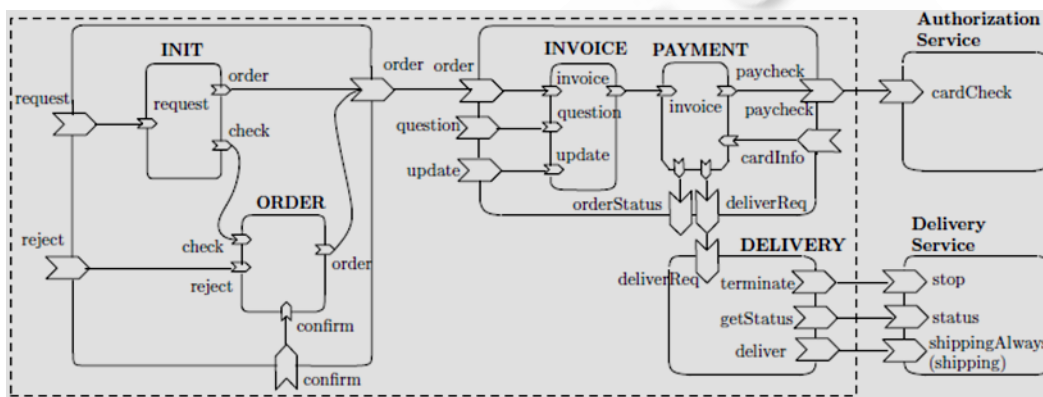 Authorization
Service
INIT
INVOICE
PAYMENT
order
order
order
request
request
check
invoice
invoice
paycheck
paycheck
cardCheck
question
question
update
update
cardInfo
orderStatus
deliverReq
ORDER
check
reject
reject
order
confirm
confirm
DELIVERY
deliverReq
terminate
getStatus
deliver
Delivery
Service
stop
status
shippingAlways
(shipping)